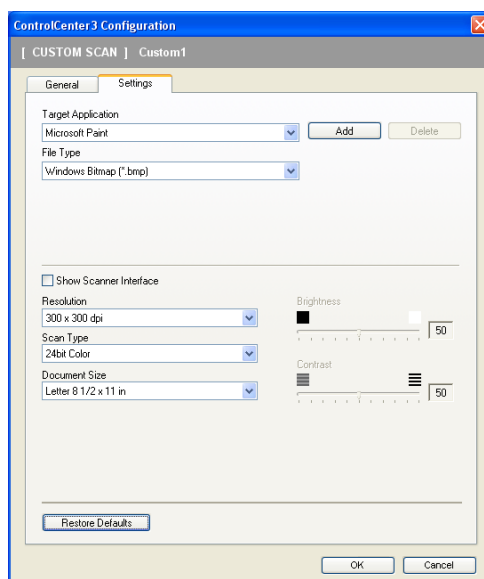 ControlCenter3 Configuration
[ CUSTOM SCAN ] Custom1
General Settings
Target Application
Microsoft Paint Add Delete
File Type
Windows Bitmap (*.bmp)
Show Scanner Interface
Resolution Brightness
300 x 300 dpi 50
Scan Type
24bit Color
Contrast
Document Size
Letter 8 1/2 x 11 in 50
Restore Defaults
OK Cancel